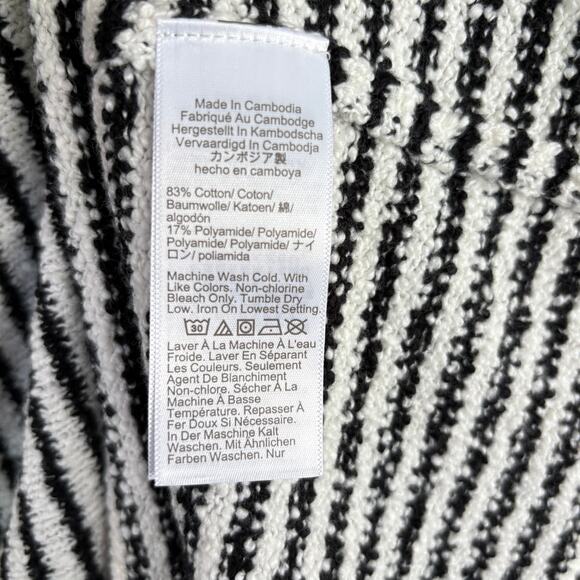 Made In Cambodia
Fabriqué Au Cambodge
Hergestellt In Kambodscha
Vervaardigd In Cambodja
カンボジア製
hecho en camboya
83% Cotton/ Coton/
Baumwolle/ Katoen/ 綿/
algodón
17% Polyamide/ Polyamide/
Polyamide/ Polyamide/ ナイ
ロン/ poliamida
Machine Wash Cold. With
Like Colors. Non-chlorine
Bleach Only. Tumble Dry
Low. Iron On Lowest Setting.
30
Laver À La Machine À L'eau
Froide. Laver En Séparant
Les Couleurs. Seulement
Agent De Blanchiment
Non-chlore. Sécher À La
Machine À Basse
Température. Repasser À
Fer Doux Si Nécessaire.
In Der Maschine Kalt
Waschen. Mit Ähnlichen
Farben Waschen. Nur